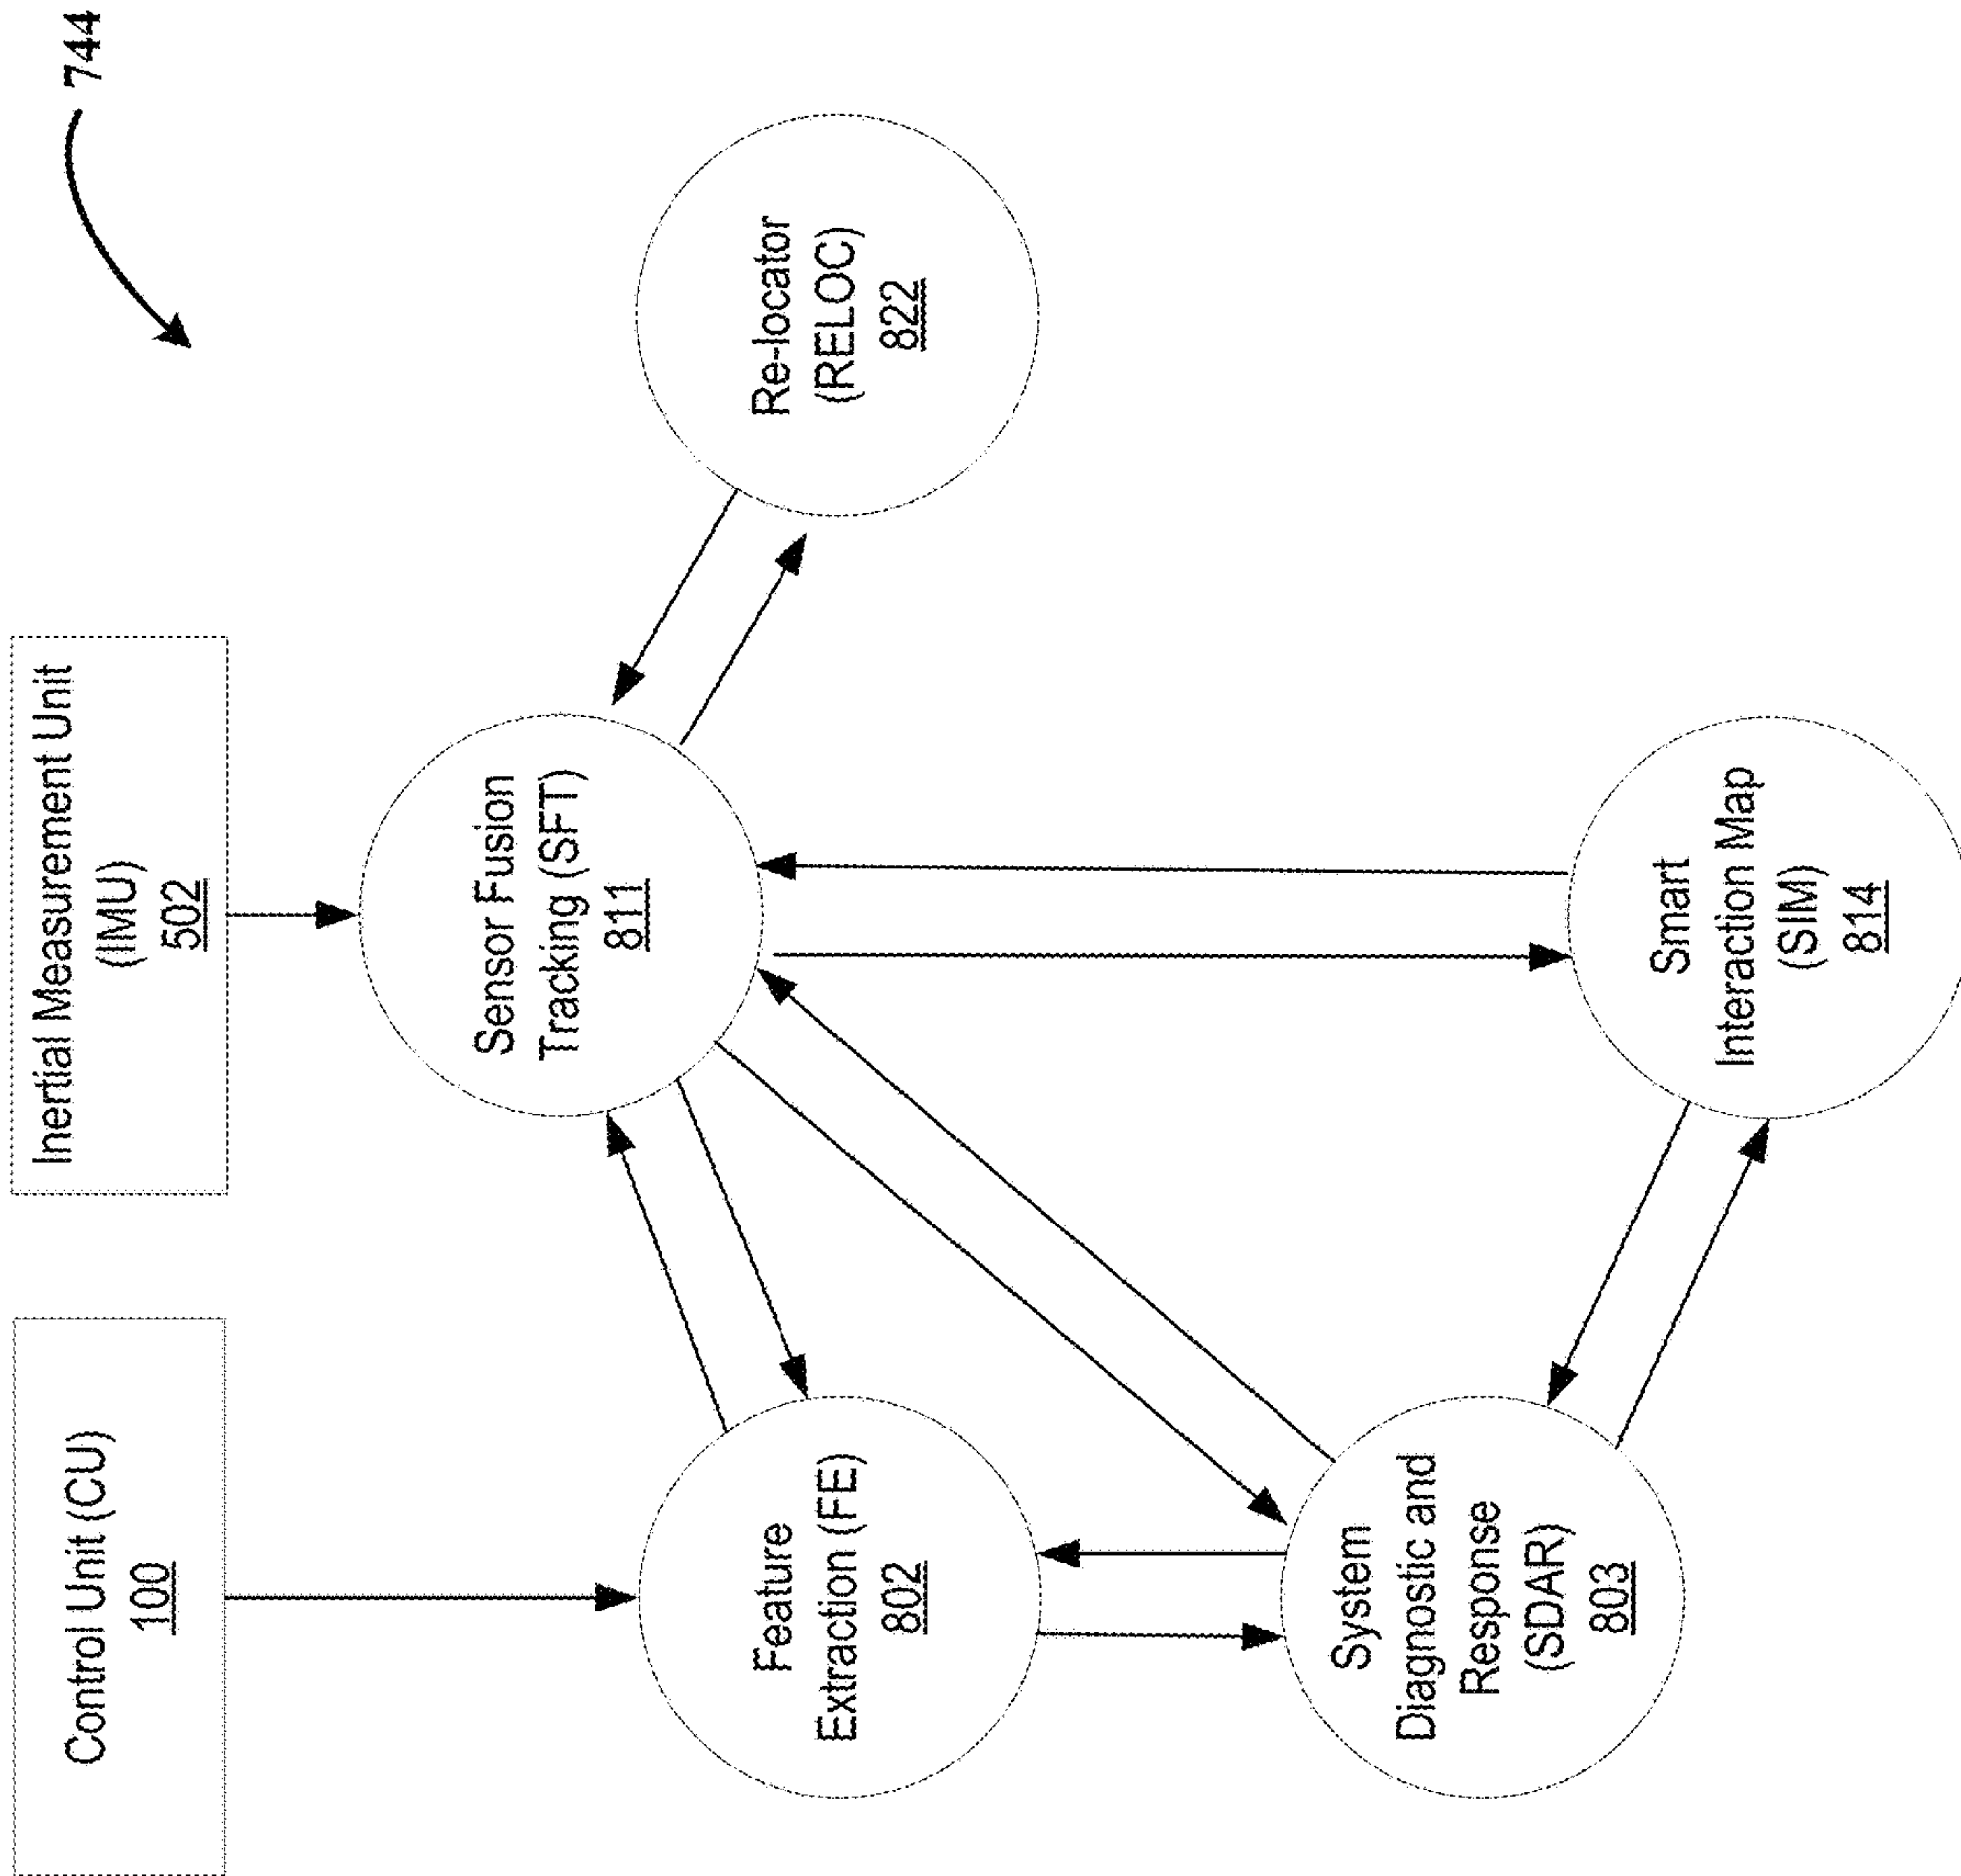 744
Control Unit (CU)
100
Inertial Measurement Unit
(IMU)
502
Feature
Extraction (FE)
802
Sensor Fusion
Tracking (SFT)
811
Re-locator
(RELOC)
822
System
Diagnostic and
Response
(SDAR)
803
Smart
Interaction Map
(SIM)
814